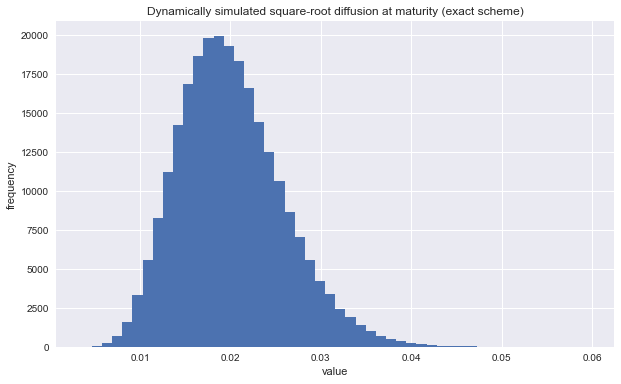 Dynamically simulated square-root diffusion at maturity (exact scheme)
20000
17500
15000
12500
10000
7500
5000
2500
0
frequency
0.01 0.02 0.03 0.04 0.05 0.06
value